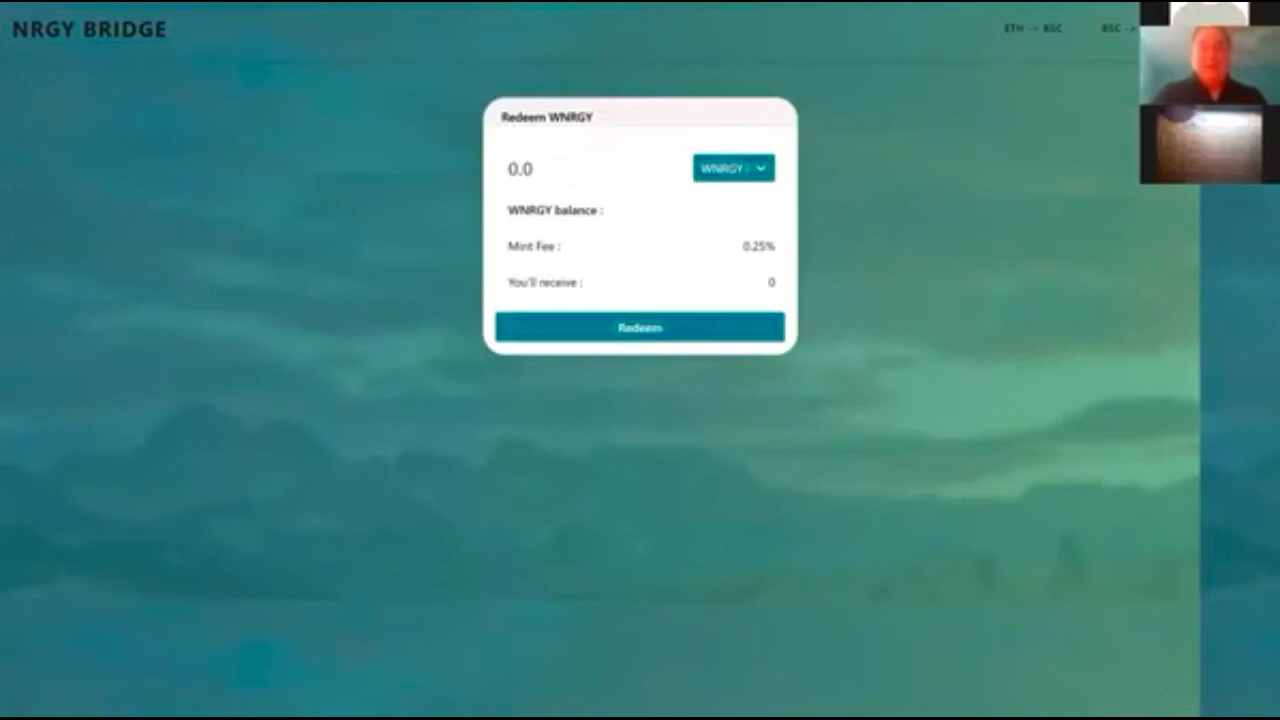 NRGY BRIDGE
ETH -> BSC
BSC ->
Redeem WNRGY
0.0
WNRGY
WNRGY balance :
Mint Fee :
0.25%
You'll receive :
0
Redeem